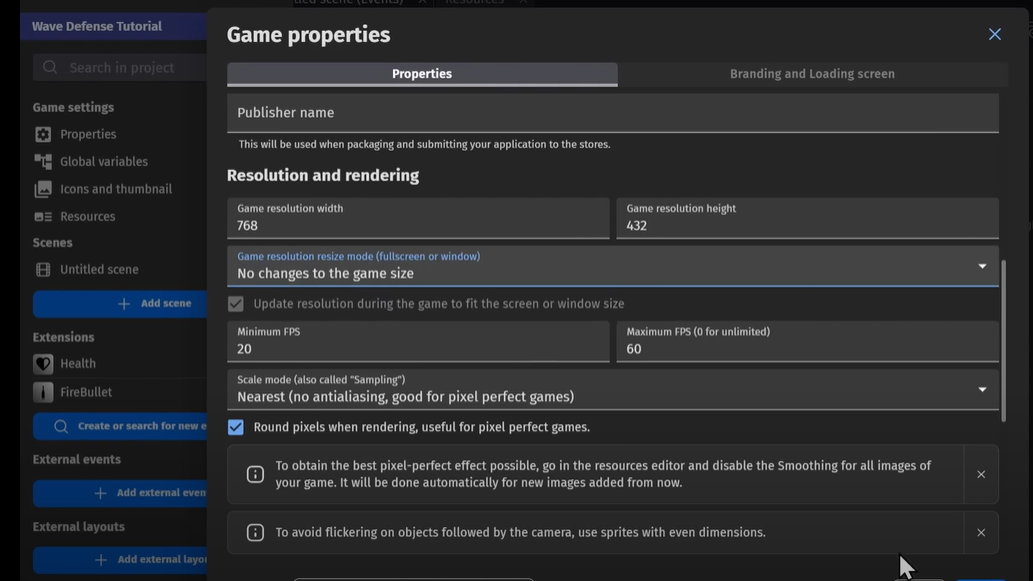 tled scene (Events)
Resources
Wave Defense Tutorial
Search in project
Game settings
Properties
Global variables
Icons and thumbnail
Resources
Scenes
Untitled scene
Add scene
Extensions
Health
FireBullet
Create or search for new e
External events
Add external even
External layouts
Add external layou
Game properties
Properties
Branding and Loading screen
Publisher name
This will be used when packaging and submitting your application to the stores.
Resolution and rendering
Game resolution width
768
Game resolution height
432
Game resolution resize mode (fullscreen or window)
No changes to the game size
Update resolution during the game to fit the screen or window size
Minimum FPS
20
Maximum FPS (0 for unlimited)
60
Scale mode (also called "Sampling")
Nearest (no antialiasing, good for pixel perfect games)
Round pixels when rendering, useful for pixel perfect games.
To obtain the best pixel-perfect effect possible, go in the resources editor and disable the Smoothing for all images of
your game. It will be done automatically for new images added from now.
To avoid flickering on objects followed by the camera, use sprites with even dimensions.